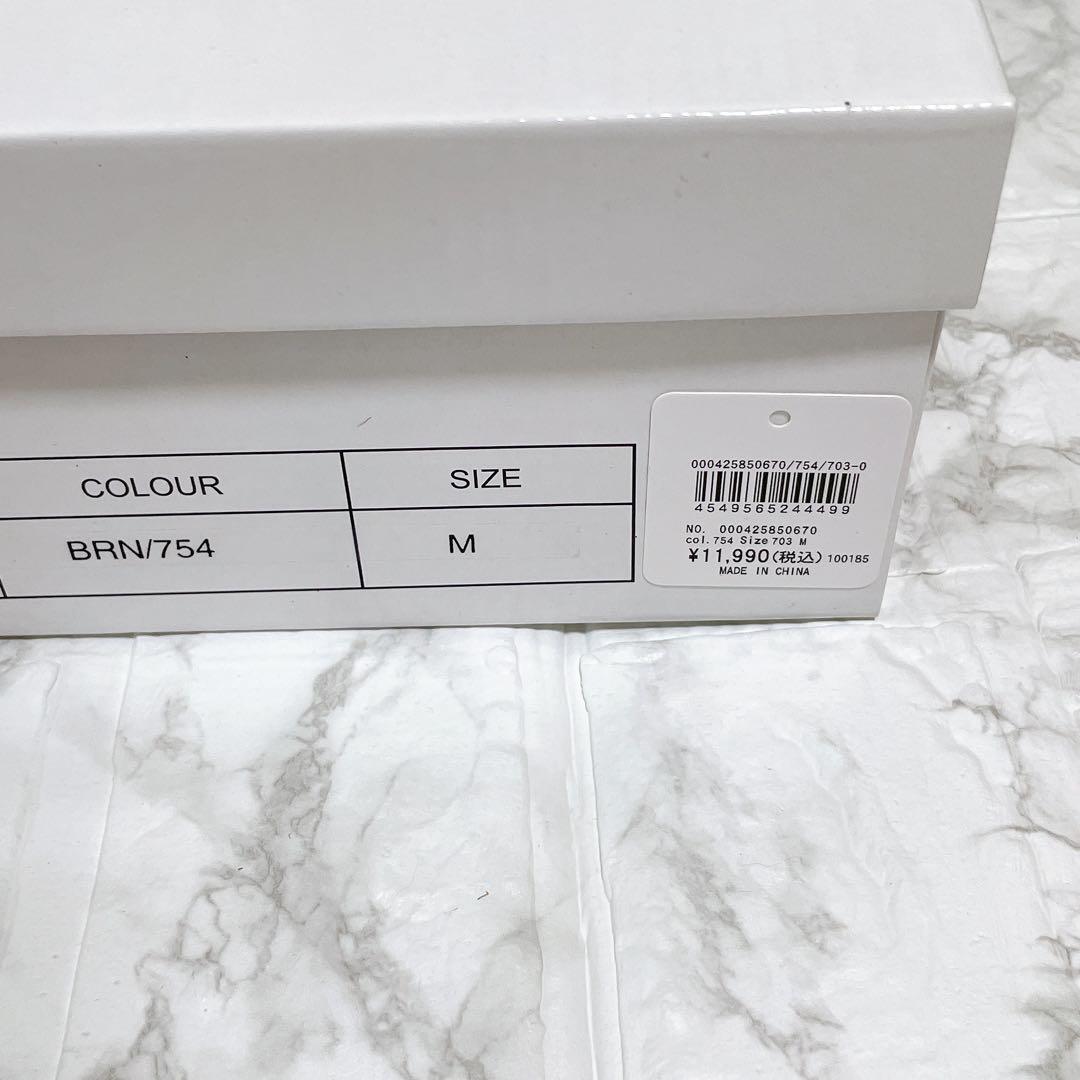 COLOUR SIZE
BRN/754 M
000425850670/754/703-0
4549565244499
NO. 000425850670
col.754 Size 703 M
¥11,990(税込) 100185
MADE IN CHINA